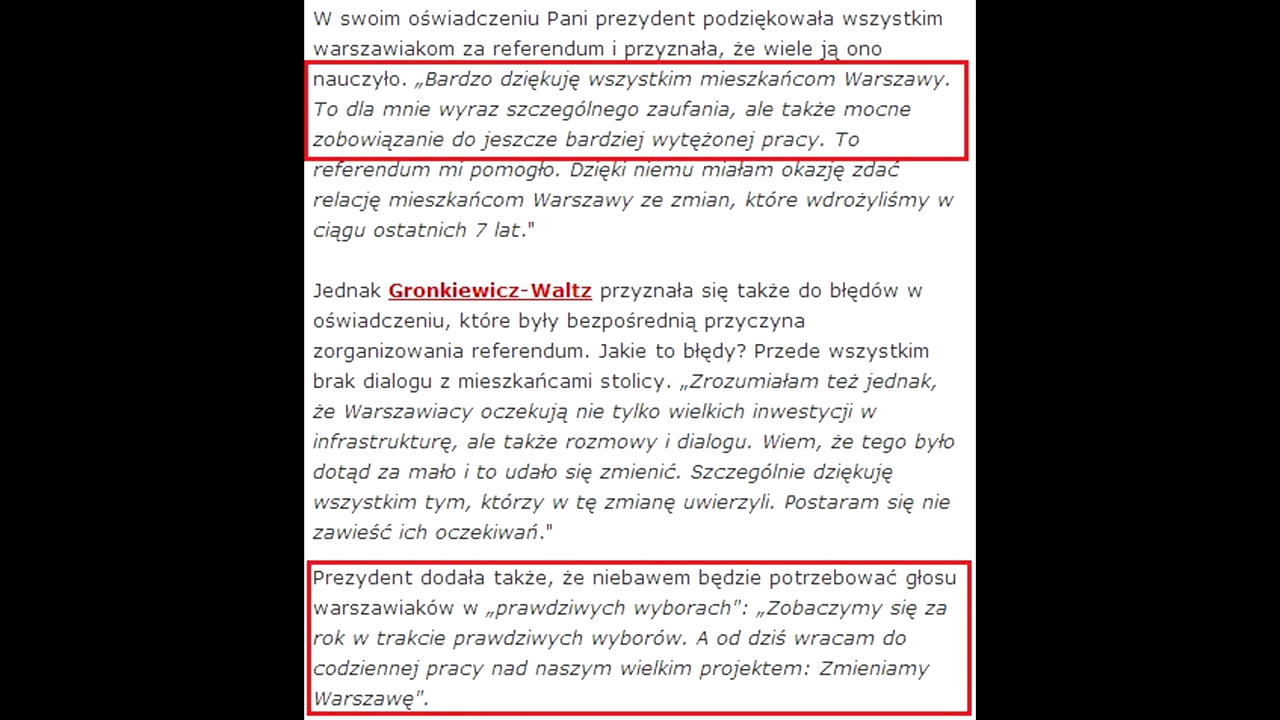 W swoim oświadczeniu Pani prezydent podziękowała wszystkim
warszawiakom za referendum i przyznała, że wiele ją ono
nauczyło. „Bardzo dziękuję wszystkim mieszkańcom Warszawy.
To dla mnie wyraz szczególnego zaufania, ale także mocne
zobowiązanie do jeszcze bardziej wytężonej pracy. To
referendum mi pomogło. Dzięki niemu miałam okazję zdać
relację mieszkańcom Warszawy ze zmian, które wdrożyliśmy w
ciągu ostatnich 7 lat."
Jednak Gronkiewicz-Waltz przyznała się także do błędów w
oświadczeniu, które były bezpośrednią przyczyna
zorganizowania referendum. Jakie to błędy? Przede wszystkim
brak dialogu z mieszkańcami stolicy. „Zrozumiałam też jednak,
że Warszawiacy oczekują nie tylko wielkich inwestycji w
infrastrukturę, ale także rozmowy i dialogu. Wiem, że tego było
dotąd za mało i to udało się zmienić. Szczególnie dziękuję
wszystkim tym, którzy w tę zmianę uwierzyli. Postaram się nie
zawieść ich oczekiwań."
Prezydent dodała także, że niebawem będzie potrzebować głosu
warszawiaków w „prawdziwych wyborach": „Zobaczymy się za
rok w trakcie prawdziwych wyborów. A od dziś wracam do
codziennej pracy nad naszym wielkim projektem: Zmieniamy
Warszawę".